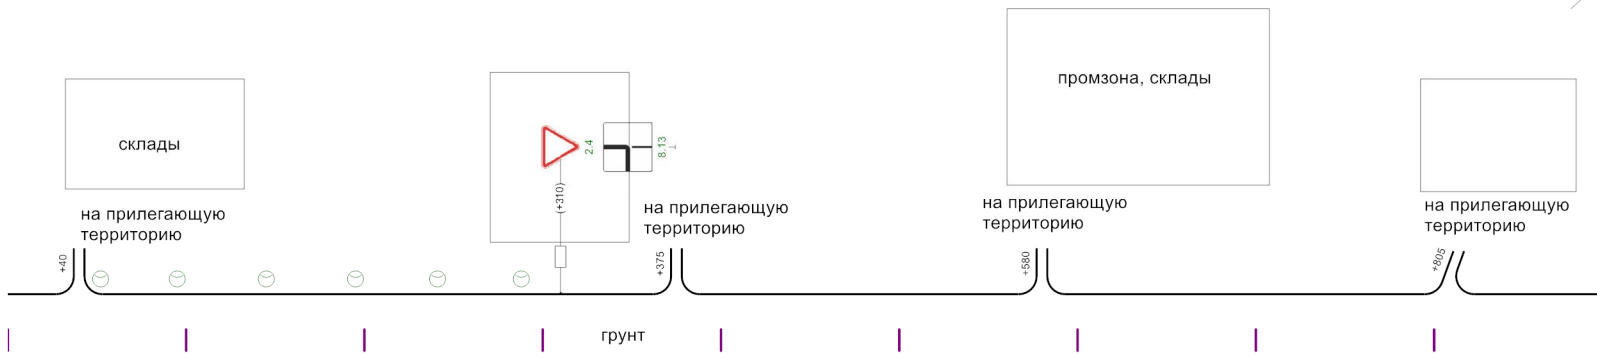 промзона, склады
склады
2.4
8.13
(+310)
на прилегающую
территорию
на прилегающую
территорию
на прилегающую
территорию
на прилегающую
территорию
+40
+375
+580
+805
грунт